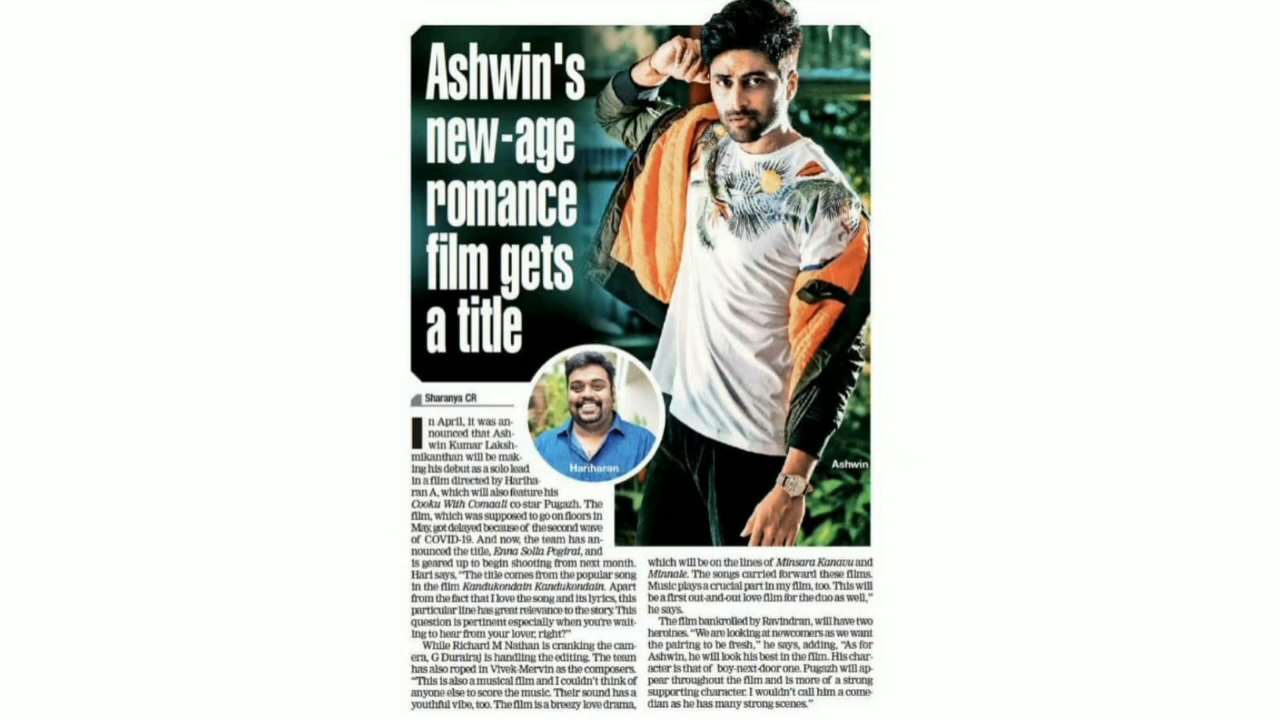 Ashwin's
new-age
romance
film gets
a title
Sharanya CR
Hariharan
Ashwin
In April, it was an-
nounced that Ash-
win Kumar Laksh-
mikanthan will be mak-
ing his debut as a solo lead
in a film directed by Hariha-
ran A, which will also feature his
Cooku With Comaali co-star Pugazh. The
film, which was supposed to go on floors in
May, got delayed because of the second wave
of COVID-19. And now, the team has an-
nounced the title, Enna Solla Pogirai, and
is geared up to begin shooting from next month.
Hari says, "The title comes from the popular song
in the film Kandukondain Kandukondain. Apart
from the fact that I love the song and its lyrics, this
particular line has great relevance to the story. This
question is pertinent especially when you're wait-
ing to hear from your lover, right?"
While Richard M Nathan is cranking the cam-
era, G Durairaj is handling the editing. The team
has also roped in Vivek-Mervin as the composers.
"This is also a musical film and I couldn't think of
anyone else to score the music. Their sound has a
youthful vibe, too. The film is a breezy love drama,
which will be on the lines of Minsara Kanavu and
Minnale. The songs carried forward these films.
Music plays a crucial part in my film, too. This will
be a first out-and-out love film for the duo as well,"
he says.
The film bankrolled by Ravindran, will have two
heroines. "We are looking at newcomers as we want
the pairing to be fresh," he says, adding, "As for
Ashwin, he will look his best in the film. His char-
acter is that of boy-next-door one. Pugazh will ap-
pear throughout the film and is more of a strong
supporting character. I wouldn't call him a come-
dian as he has many strong scenes."